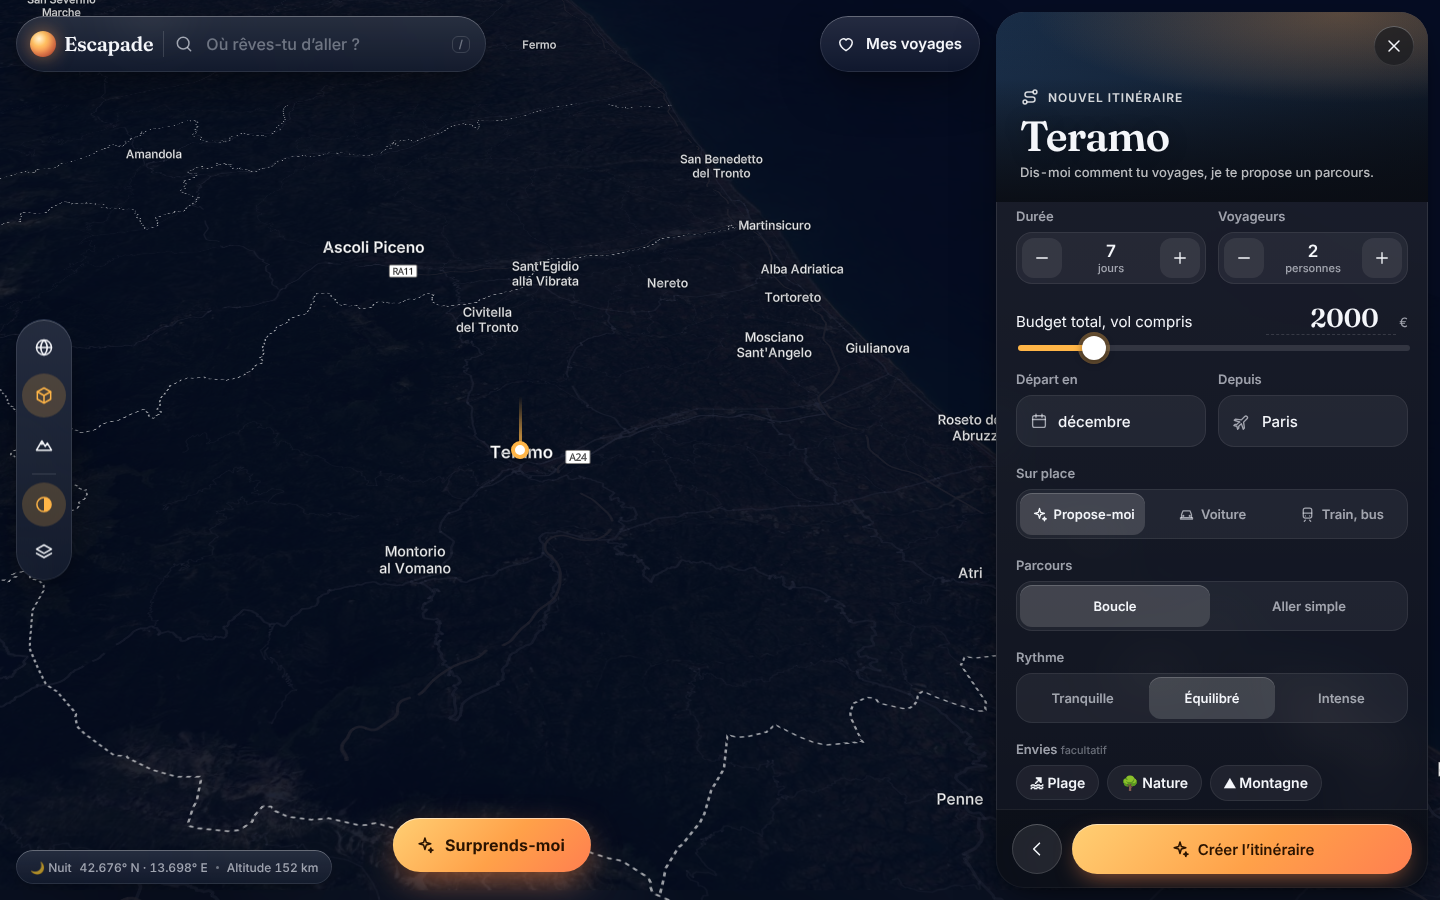 San Severino
Marche
Escapade
Où rêves-tu d’aller ?
/
Fermo
Mes voyages
Amandola
San Benedetto
del Tronto
Martinsicuro
Ascoli Piceno
RA11
Sant'Egidio
alla Vibrata
Nereto
Alba Adriatica
Tortoreto
Civitella
del Tronto
Mosciano
Sant'Angelo
Giulianova
Roseto de
Abruzz
Teramo
A24
Montorio
al Vomano
Atri
Penne
Surprends-moi
🌙 Nuit 42.676° N · 13.698° E • Altitude 152 km
NOUVEL ITINÉRAIRE
Teramo
Dis-moi comment tu voyages, je te propose un parcours.
Durée
Voyageurs
7
jours
2
personnes
Budget total, vol compris
2000 €
Départ en
Depuis
décembre
Paris
Sur place
Propose-moi
Voiture
Train, bus
Parcours
Boucle
Aller simple
Rythme
Tranquille
Équilibré
Intense
Envies facultatif
Plage
Nature
Montagne
Créer l’itinéraire